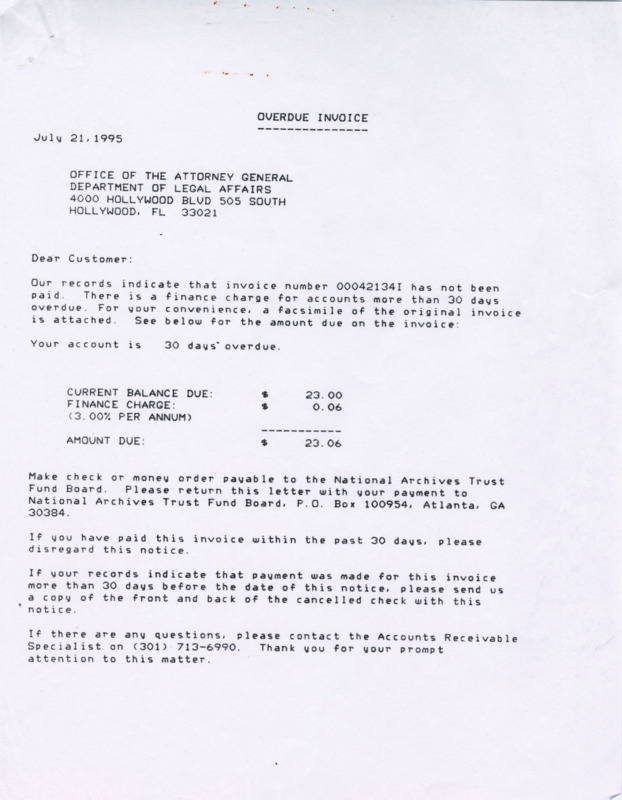 OVERDUE INVOICE
---------------
July 21,1995
OFFICE OF THE ATTORNEY GENERAL
DEPARTMENT OF LEGAL AFFAIRS
4000 HOLLYWOOD BLVD 505 SOUTH
HOLLYWOOD, FL 33021
Dear Customer:
Our records indicate that invoice number 00042134I has not been
paid. There is a finance charge for accounts more than 30 days
overdue. For your convenience, a facsimile of the original invoice
is attached. See below for the amount due on the invoice:
Your account is 30 days overdue.
CURRENT BALANCE DUE: $ 23.00
FINANCE CHARGE: $ 0.06
(3.00% PER ANNUM)
-----------
AMOUNT DUE: $ 23.06
Make check or money order payable to the National Archives Trust
Fund Board. Please return this letter with your payment to
National Archives Trust Fund Board, P.O. Box 100954, Atlanta, GA
30384.
If you have paid this invoice within the past 30 days, please
disregard this notice.
If your records indicate that payment was made for this invoice
more than 30 days before the date of this notice, please send us
a copy of the front and back of the cancelled check with this
notice.
If there are any questions, please contact the Accounts Receivable
Specialist on (301) 713-6990. Thank you for your prompt
attention to this matter.